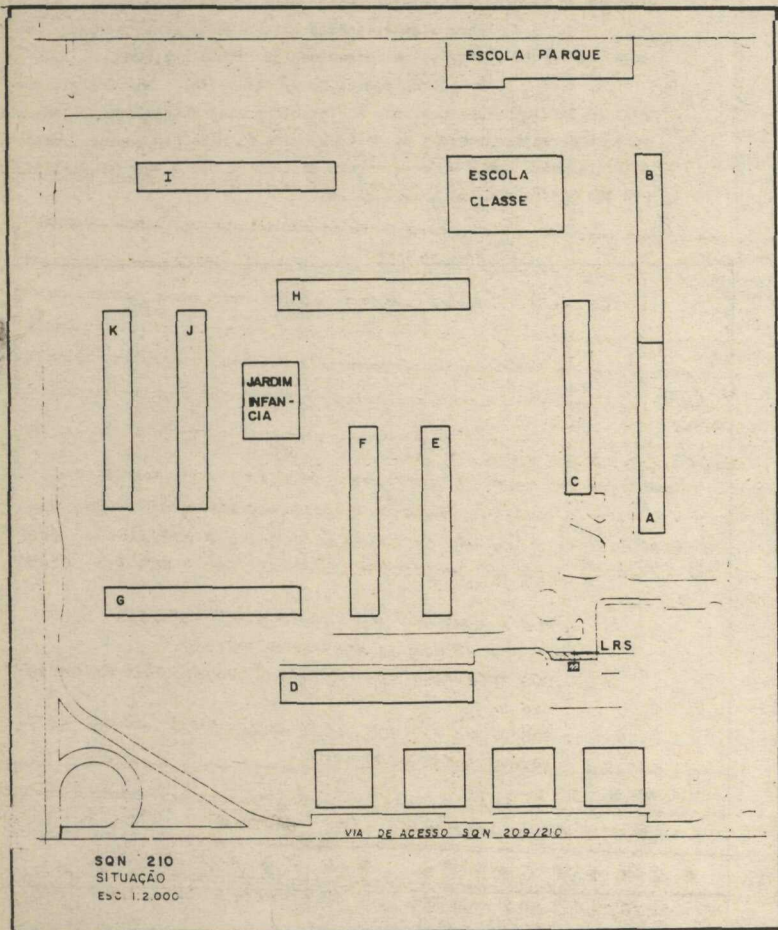 ESCOLA PARQUE
I
ESCOLA
CLASSE
B
H
K
J
JARDIM
INFAN-
CIA
F
E
C
A
G
LRS
D
VIA DE ACESSO SQN 209/210
SQN 210
SITUAÇÃO
ESC 1.2.000